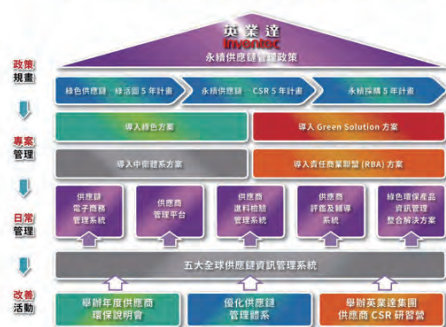 英業達
Inventec
永續供應鏈管理政策
政策
規畫
綠色供應鏈－綠活圖 5 年計畫
永續供應鏈－CSR 5 年計畫
永續採購 5 年計畫
導入綠色方案
導入 Green Solution 方案
專案
管理
導入中衛體系方案
導入責任商業聯盟 (RBA) 方案
日常
管理
供應鏈
電子商務
管理系統
供應商
管理平台
供應商
進料檢驗
管理系統
供應商
評鑑及輔導
系統
綠色環保產品
資訊管理
整合解決方案
五大全球供應鏈資訊管理系統
改善
活動
舉辦年度供應商
環保說明會
優化供應鏈
管理體系
舉辦英業達集團
供應商 CSR 研習營